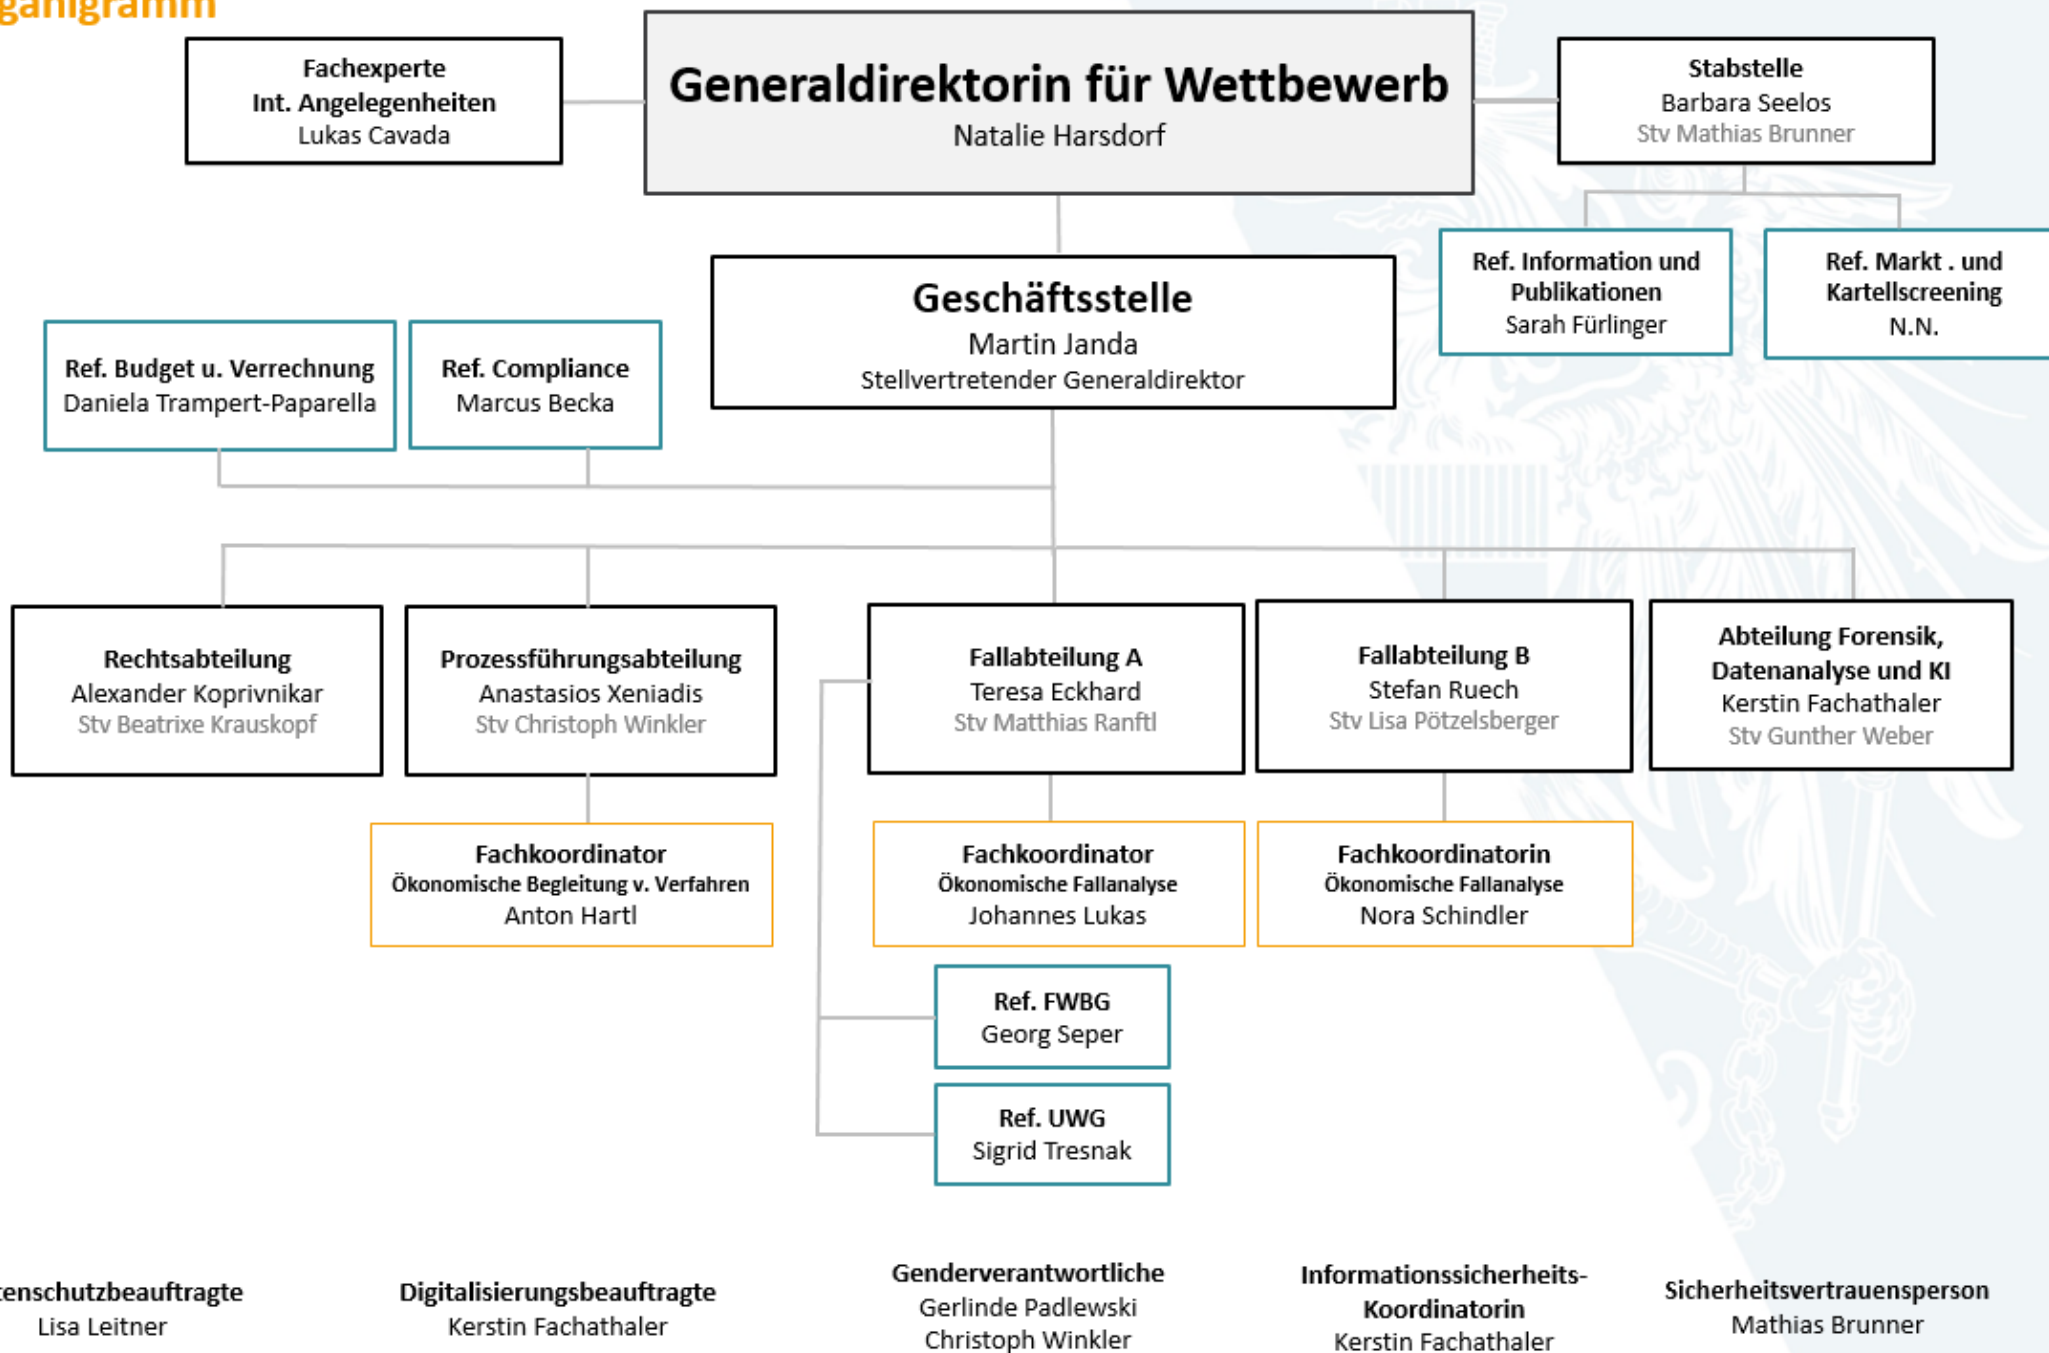 ganigramm
Fachexperte
Int. Angelegenheiten
Lukas Cavada
Generaldirektorin für Wettbewerb
Natalie Harsdorf
Stabstelle
Barbara Seelos
Stv Mathias Brunner
Ref. Information und
Publikationen
Sarah Fürlinger
Ref. Markt . und
Kartellscreening
N.N.
Geschäftsstelle
Martin Janda
Stellvertretender Generaldirektor
Ref. Budget u. Verrechnung
Daniela Trampert-Paparella
Ref. Compliance
Marcus Becka
Rechtsabteilung
Alexander Koprivnikar
Stv Beatrixe Krauskopf
Prozessführungsabteilung
Anastasios Xeniadis
Stv Christoph Winkler
Fallabteilung A
Teresa Eckhard
Stv Matthias Ranftl
Fallabteilung B
Stefan Ruech
Stv Lisa Pötzelsberger
Abteilung Forensik,
Datenanalyse und KI
Kerstin Fachathaler
Stv Gunther Weber
Fachkoordinator
Ökonomische Begleitung v. Verfahren
Anton Hartl
Fachkoordinator
Ökonomische Fallanalyse
Johannes Lukas
Fachkoordinatorin
Ökonomische Fallanalyse
Nora Schindler
Ref. FWBG
Georg Seper
Ref. UWG
Sigrid Tresnak
tenschutzbeauftragte
Lisa Leitner
Digitalisierungsbeauftragte
Kerstin Fachathaler
Genderverantwortliche
Gerlinde Padlewski
Christoph Winkler
Informationssicherheits-
Koordinatorin
Kerstin Fachathaler
Sicherheitsvertrauensperson
Mathias Brunner